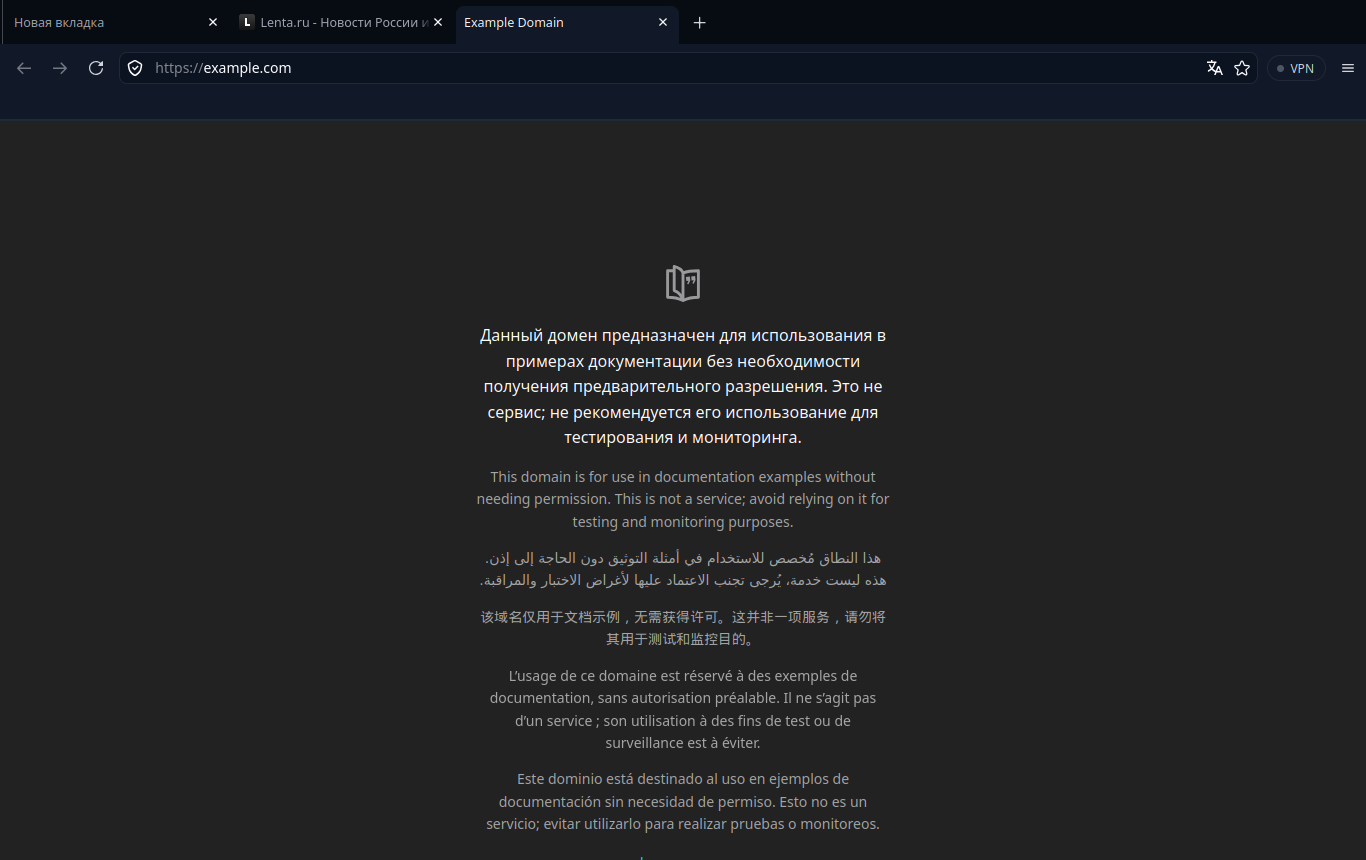 Новая вкладка
L Lenta.ru - Новости России и
Example Domain
https://example.com
VPN
Данный домен предназначен для использования в
примерах документации без необходимости
получения предварительного разрешения. Это не
сервис; не рекомендуется его использование для
тестирования и мониторинга.
This domain is for use in documentation examples without
needing permission. This is not a service; avoid relying on it for
testing and monitoring purposes.
هذا النطاق مُخصص للاستخدام في أمثلة التوثيق دون الحاجة إلى إذن.
هذه ليست خدمة، يُرجى تجنب الاعتماد عليها لأغراض الاختبار والمراقبة.
该域名仅用于文档示例，无需获得许可。这并非一项服务，请勿将
其用于测试和监控目的。
L’usage de ce domaine est réservé à des exemples de
documentation, sans autorisation préalable. Il ne s’agit pas
d’un service ; son utilisation à des fins de test ou de
surveillance est à éviter.
Este dominio está destinado al uso en ejemplos de
documentación sin necesidad de permiso. Esto no es un
servicio; evitar utilizarlo para realizar pruebas o monitoreos.